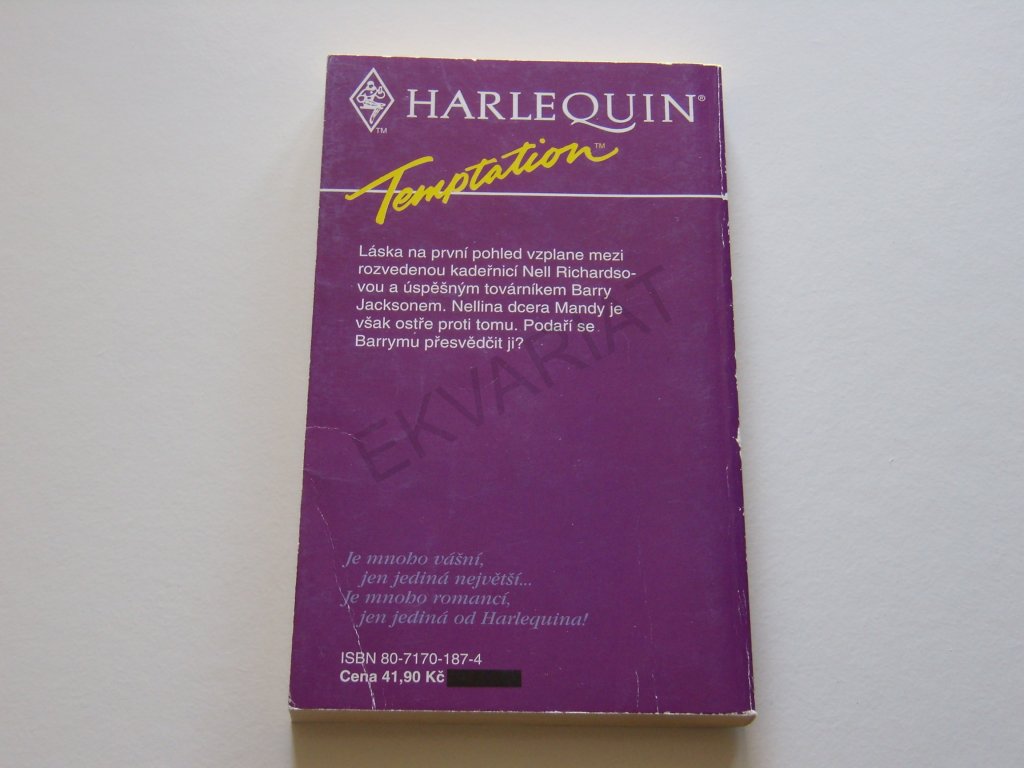 HARLEQUIN®
TM
Temptation™
Láska na první pohled vzplane mezi
rozvedenou kadeřnicí Nell Richardso-
vou a úspěšným továrníkem Barry
Jacksonem. Nellina dcera Mandy je
však ostře proti tomu. Podaří se
Barrymu přesvědčit ji?
EKVARIAT
Je mnoho vášní,
jen jediná největší...
Je mnoho romancí,
jen jediná od Harlequina!
ISBN 80-7170-187-4
Cena 41,90 Kč